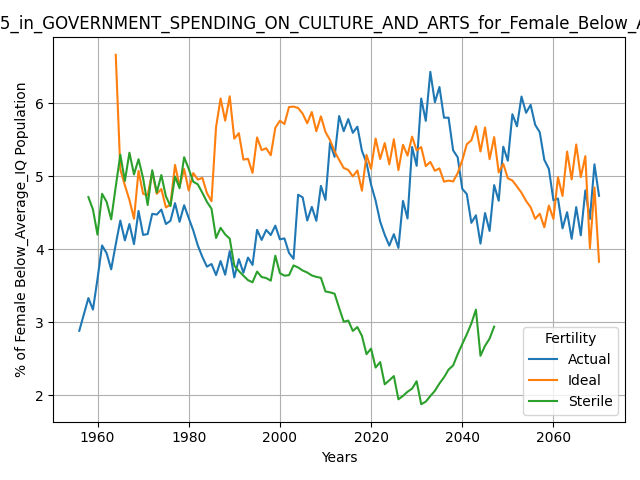 5_in_GOVERNMENT_SPENDING_ON_CULTURE_AND_ARTS_for_Female_Below_A
% of Female Below_Average_IQ Population
6
5
4
3
2
Fertility
Actual
Ideal
Sterile
1960 1980 2000 2020 2040 2060
Years